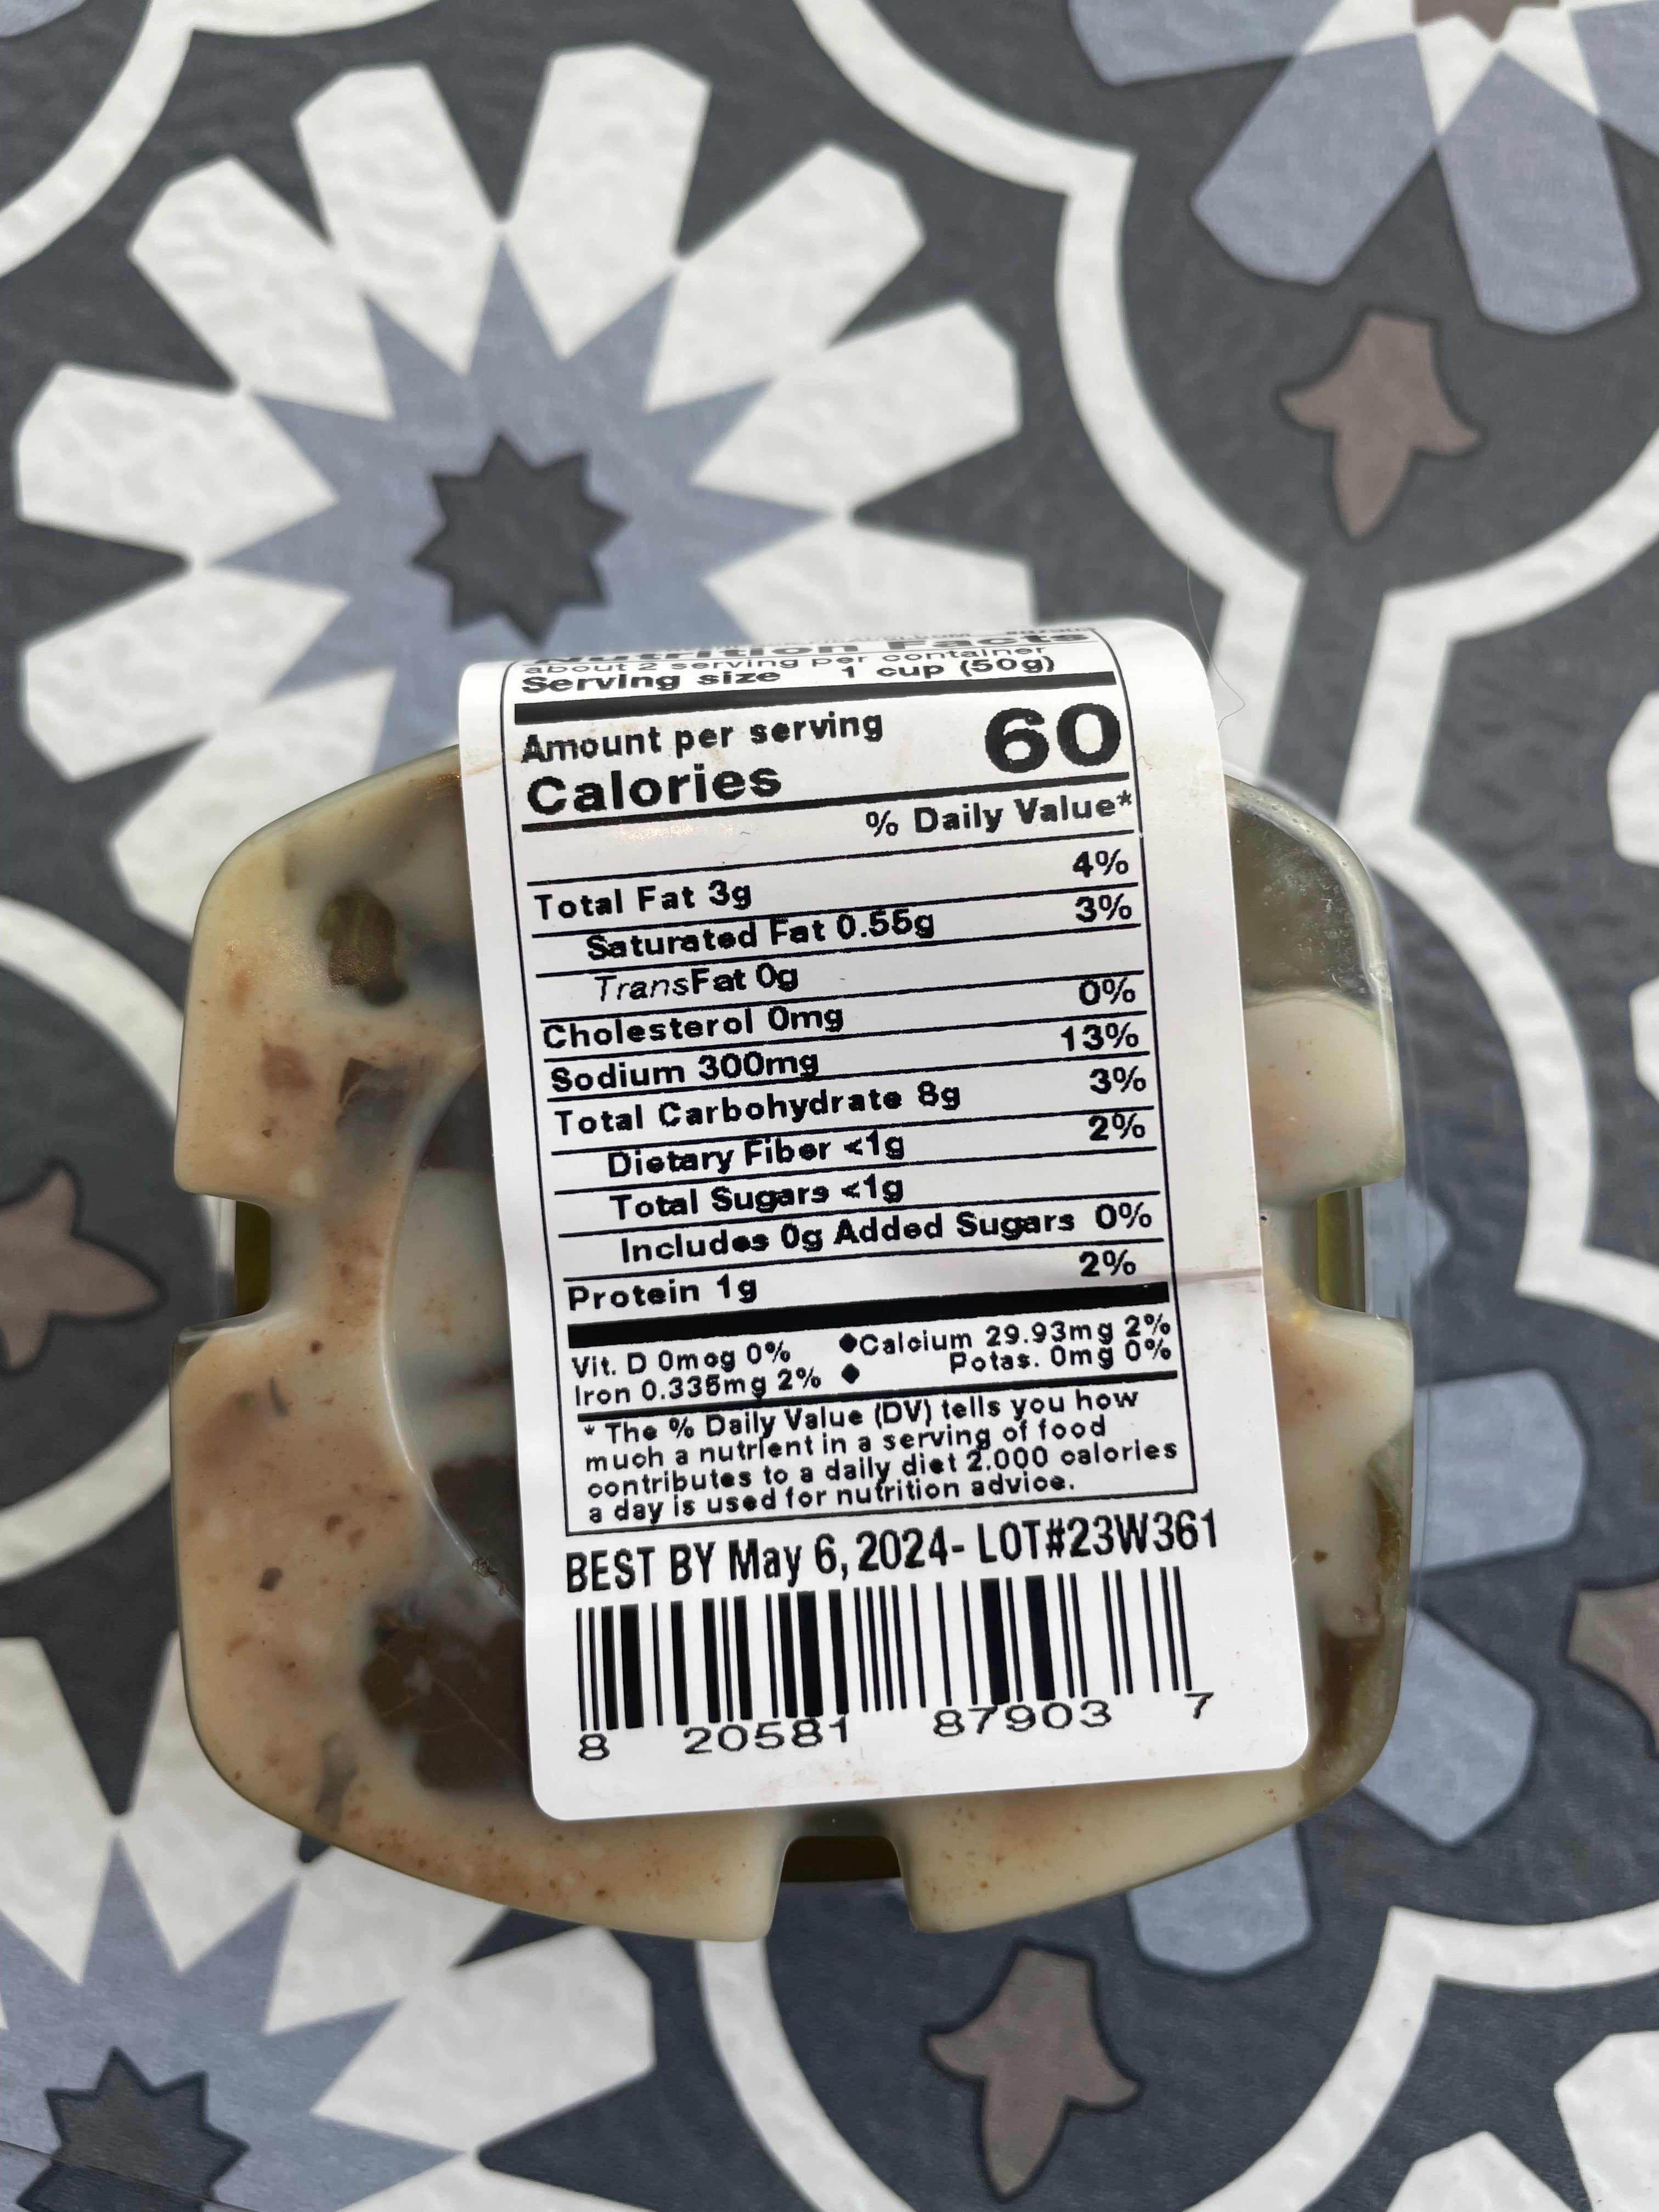 Nutrition Facts
about 2 serving per container
Serving size 1 cup (50g)
Amount per serving
Calories 60
% Daily Value*
Total Fat 3g 4%
Saturated Fat 0.55g 3%
TransFat 0g
Cholesterol 0mg 0%
Sodium 300mg 13%
Total Carbohydrate 8g 3%
Dietary Fiber <1g 2%
Total Sugars <1g
Includes 0g Added Sugars 0%
Protein 1g 2%
Vit. D 0mcg 0% ◆Calcium 29.93mg 2%
Iron 0.335mg 2% ◆ Potas. 0mg 0%
* The % Daily Value (DV) tells you how
much a nutrient in a serving of food
contributes to a daily diet 2.000 calories
a day is used for nutrition advice.
BEST BY May 6, 2024- LOT#23W361
8 20581 87903 7